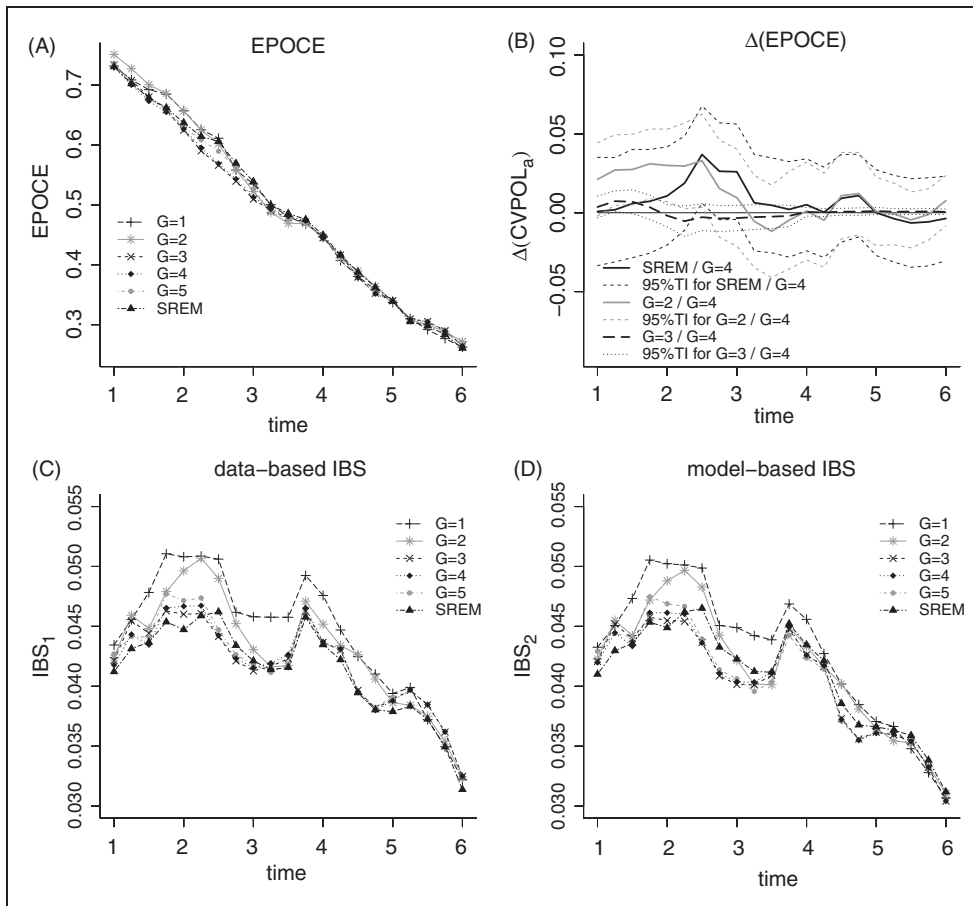 (A)
EPOCE
EPOCE
0.7
0.6
0.5
0.4
0.3
G=1
G=2
G=3
G=4
G=5
SREM
1
2
3
4
5
6
time
(B)
Δ(EPOCE)
Δ(CVPOLa)
0.10
0.05
0.00
−0.05
SREM / G=4
95%TI for SREM / G=4
G=2 / G=4
95%TI for G=2 / G=4
G=3 / G=4
95%TI for G=3 / G=4
1
2
3
4
5
6
time
(C)
data−based IBS
IBS1
0.055
0.050
0.045
0.040
0.035
0.030
G=1
G=2
G=3
G=4
G=5
SREM
1
2
3
4
5
6
time
(D)
model−based IBS
IBS2
0.055
0.050
0.045
0.040
0.035
0.030
G=1
G=2
G=3
G=4
G=5
SREM
1
2
3
4
5
6
time